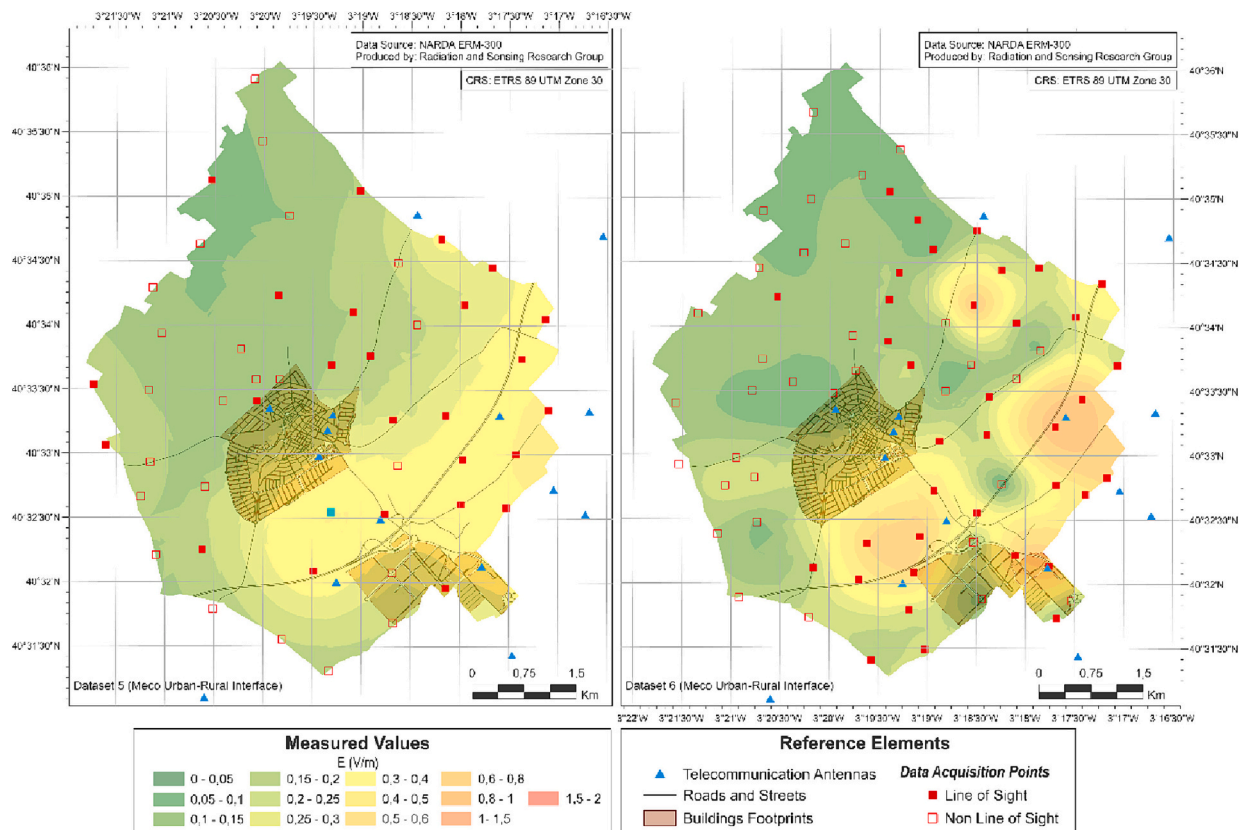 3°21'30"W 3°21'W 3°20'30"W 3°20'W 3°19'30"W 3°19'W 3°18'30"W 3°18'W 3°17'30"W 3°17'W 3°16'30"W
Data Source: NARDA ERM-300
Produced by: Radiation and Sensing Research Group
CRS: ETRS 89 UTM Zone 30
40°36'N
40°35'30"N
40°35'N
40°34'30"N
40°34'N
40°33'30"N
40°33'N
40°32'30"N
40°32'N
40°31'30"N
0 0,75 1,5
Km
Dataset 5 (Meco Urban-Rural Interface)
Data Source: NARDA ERM-300
Produced by: Radiation and Sensing Research Group
CRS: ETRS 89 UTM Zone 30
40°36'N
40°35'30"N
40°35'N
40°34'30"N
40°34'N
40°33'30"N
40°33'N
40°32'30"N
40°32'N
40°31'30"N
0 0,75 1,5
Km
Dataset 6 (Meco Urban-Rural Interface)
3°22'W 3°21'30"W 3°21'W 3°20'30"W 3°20'W 3°19'30"W 3°19'W 3°18'30"W 3°18'W 3°17'30"W 3°17'W 3°16'30"W
Measured Values
E (V/m)
0 - 0,05
0,05 - 0,1
0,1 - 0,15
0,15 - 0,2
0,2 - 0,25
0,25 - 0,3
0,3 - 0,4
0,4 - 0,5
0,5 - 0,6
0,6 - 0,8
0,8 - 1
1 - 1,5
1,5 - 2
Reference Elements
Telecommunication Antennas
Roads and Streets
Buildings Footprints
Data Acquisition Points
Line of Sight
Non Line of Sight